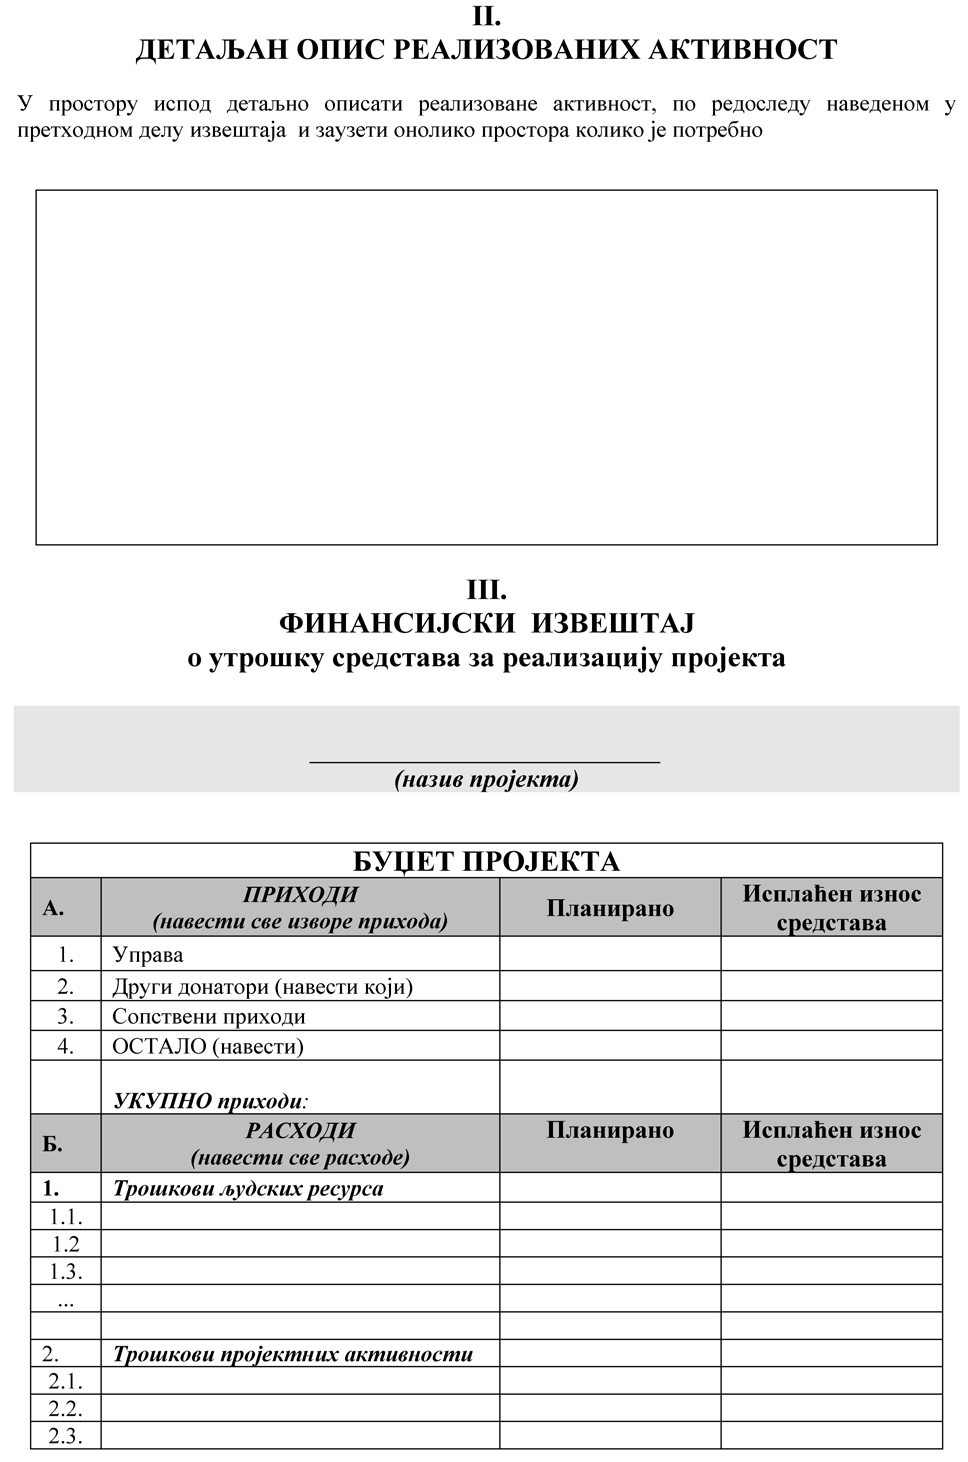 II.
ДЕТАЉАН ОПИС РЕАЛИЗОВАНИХ АКТИВНОСТ
У простору испод детаљно описати реализоване активност, по редоследу наведеном у
претходном делу извештаја и заузети онолико простора колико је потребно
III.
ФИНАНСИЈСКИ ИЗВЕШТАЈ
о утрошку средстава за реализацију пројекта
(назив пројекта)
БУЏЕТ ПРОЈЕКТА
А. ПРИХОДИ (навести све изворе прихода) Планирано Исплаћен износ средстава
1. Управа
2. Други донатори (навести који)
3. Сопствени приходи
4. ОСТАЛО (навести)
УКУПНО приходи:
Б. РАСХОДИ (навести све расходе) Планирано Исплаћен износ средстава
1. Трошкови људских ресурса
1.1.
1.2
1.3.
...
2. Трошкови пројектних активности
2.1.
2.2.
2.3.